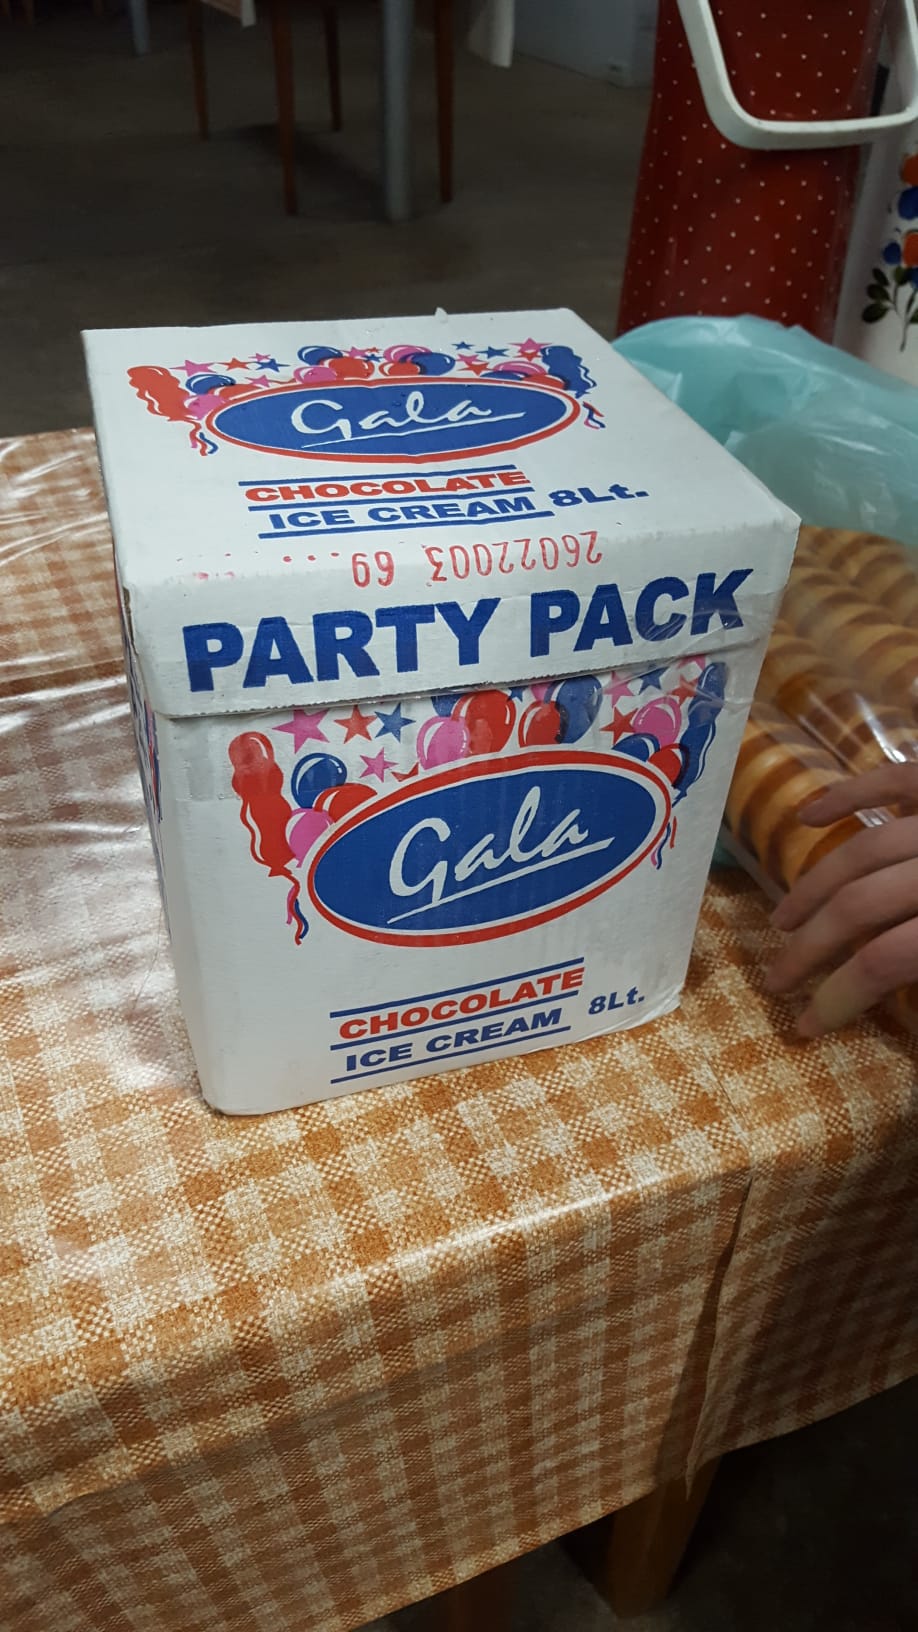 Gala
CHOCOLATE
ICE CREAM 8Lt.
26022003 69
PARTY PACK
Gala
CHOCOLATE
ICE CREAM 8Lt.